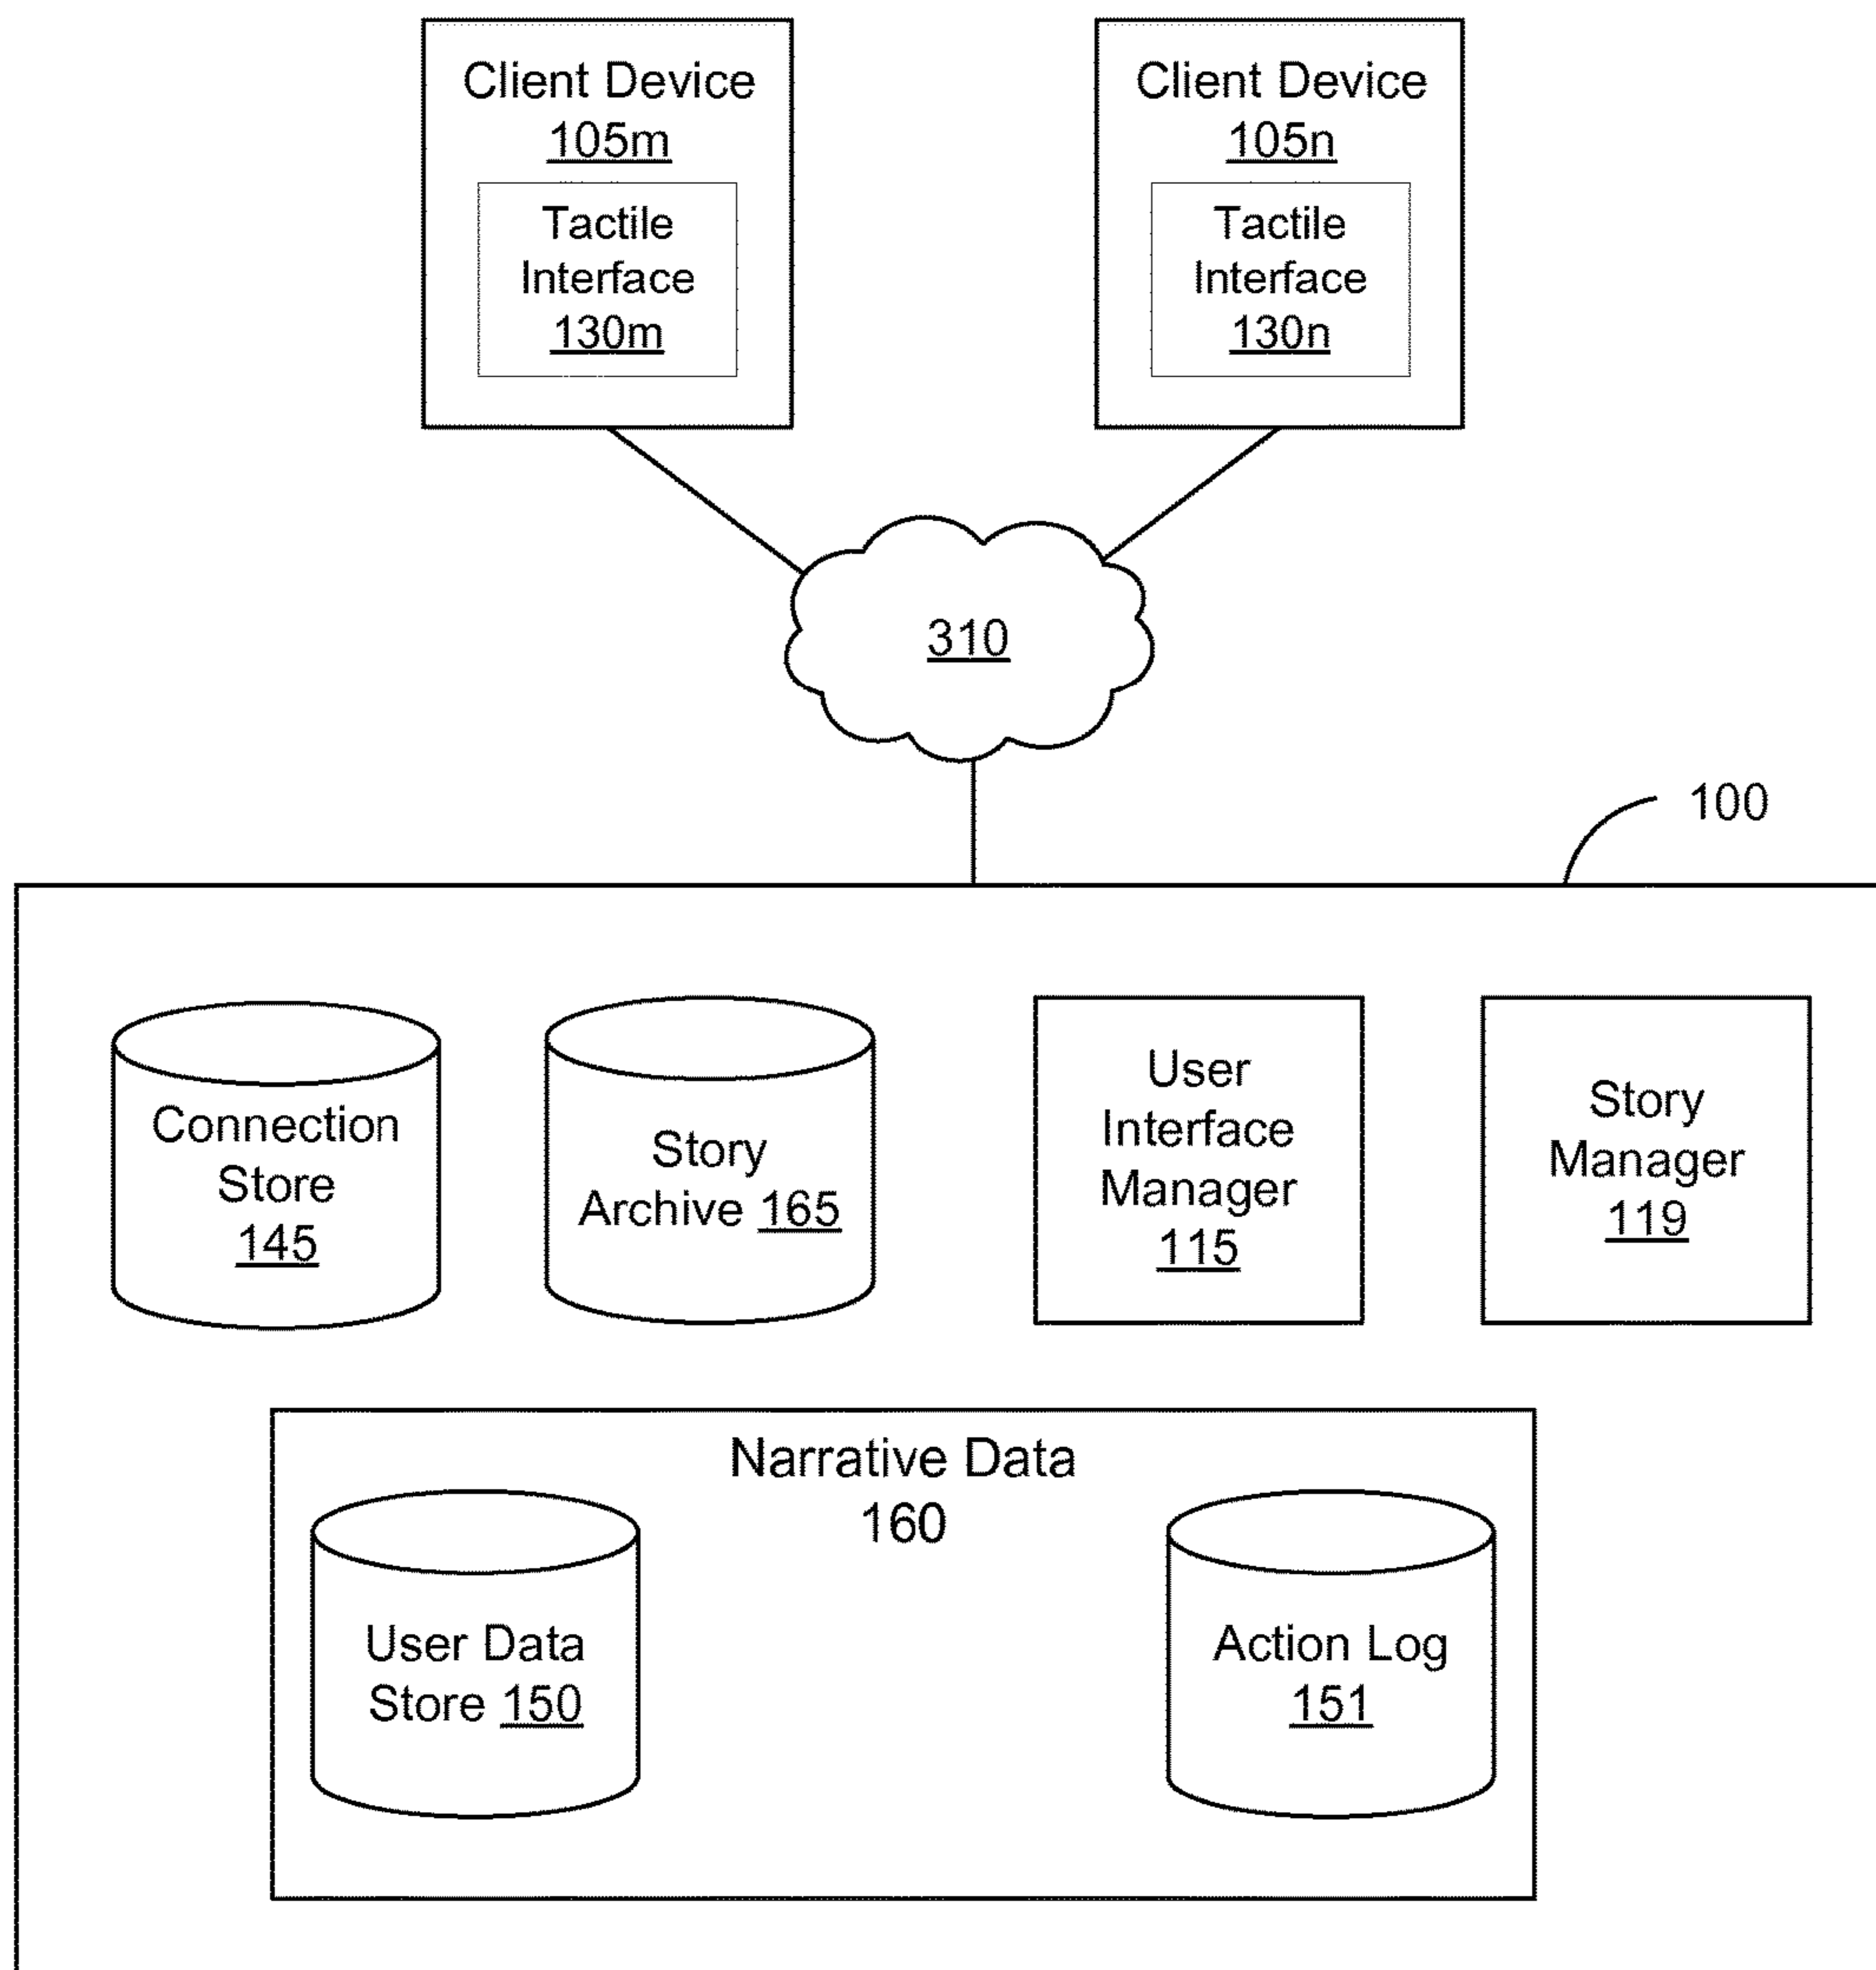 Client Device
105m
Tactile
Interface
130m
Client Device
105n
Tactile
Interface
130n
310
100
Connection
Store
145
Story
Archive 165
User
Interface
Manager
115
Story
Manager
119
Narrative Data
160
User Data
Store 150
Action Log
151